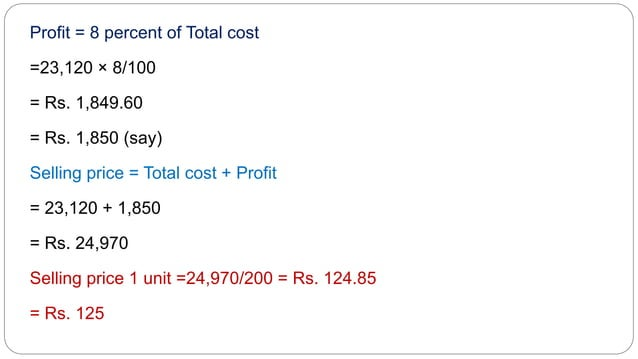 Profit = 8 percent of Total cost
=23,120 × 8/100
= Rs. 1,849.60
= Rs. 1,850 (say)
Selling price = Total cost + Profit
= 23,120 + 1,850
= Rs. 24,970
Selling price 1 unit =24,970/200 = Rs. 124.85
= Rs. 125